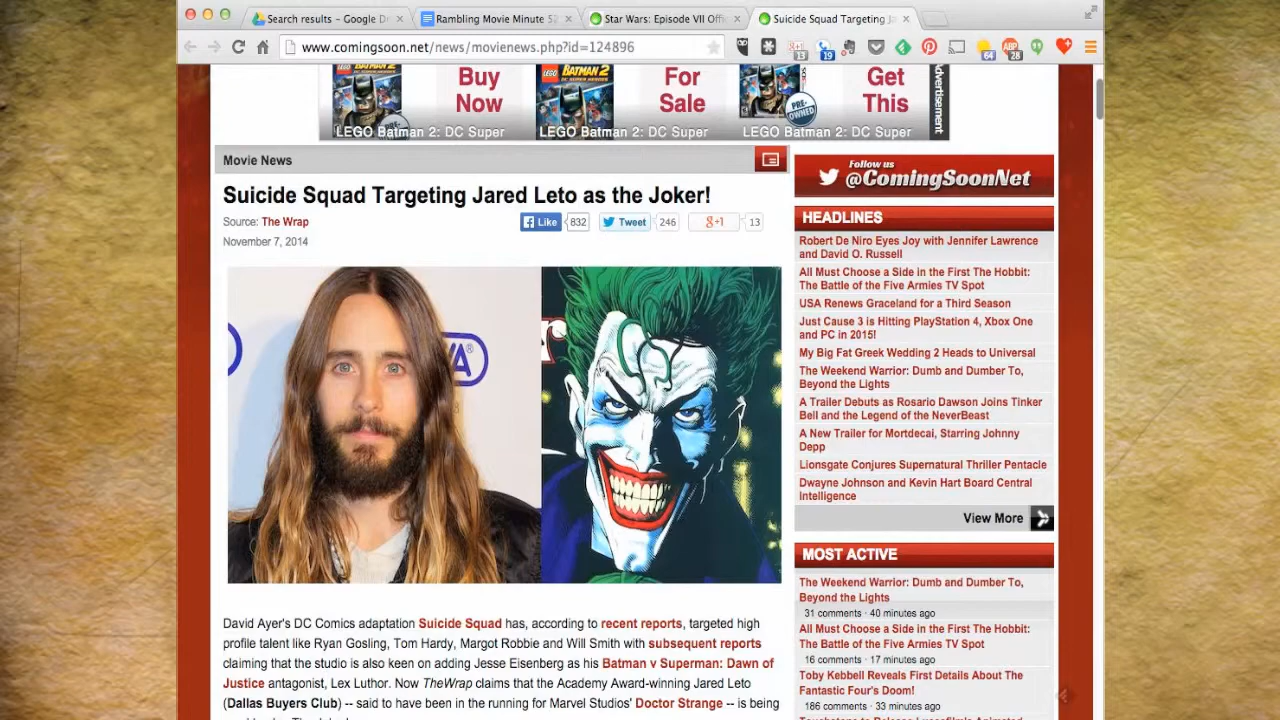 Search results - Google Dr
Rambling Movie Minute 52
Star Wars: Episode VII Offi
Suicide Squad Targeting Ja
www.comingsoon.net/news/movienews.php?id=124896
13
19
64
ABP
28
Buy
Now
For
Sale
Get
This
LEGO Batman 2: DC Super
LEGO Batman 2: DC Super
LEGO Batman 2: DC Super
Advertisement
Movie News
Suicide Squad Targeting Jared Leto as the Joker!
Source: The Wrap
Like 832 Tweet 246 g+1 13
November 7, 2014
David Ayer's DC Comics adaptation Suicide Squad has, according to recent reports, targeted high
profile talent like Ryan Gosling, Tom Hardy, Margot Robbie and Will Smith with subsequent reports
claiming that the studio is also keen on adding Jesse Eisenberg as his Batman v Superman: Dawn of
Justice antagonist, Lex Luthor. Now TheWrap claims that the Academy Award-winning Jared Leto
(Dallas Buyers Club) -- said to have been in the running for Marvel Studios' Doctor Strange -- is being
Follow us
@ComingSoonNet
HEADLINES
Robert De Niro Eyes Joy with Jennifer Lawrence
and David O. Russell
All Must Choose a Side in the First The Hobbit:
The Battle of the Five Armies TV Spot
USA Renews Graceland for a Third Season
Just Cause 3 is Hitting PlayStation 4, Xbox One
and PC in 2015!
My Big Fat Greek Wedding 2 Heads to Universal
The Weekend Warrior: Dumb and Dumber To,
Beyond the Lights
A Trailer Debuts as Rosario Dawson Joins Tinker
Bell and the Legend of the NeverBeast
A New Trailer for Mortdecai, Starring Johnny
Depp
Lionsgate Conjures Supernatural Thriller Pentacle
Dwayne Johnson and Kevin Hart Board Central
Intelligence
View More
MOST ACTIVE
The Weekend Warrior: Dumb and Dumber To,
Beyond the Lights
31 comments · 40 minutes ago
All Must Choose a Side in the First The Hobbit:
The Battle of the Five Armies TV Spot
16 comments · 17 minutes ago
Toby Kebbell Reveals First Details About The
Fantastic Four's Doom!
186 comments · 33 minutes ago